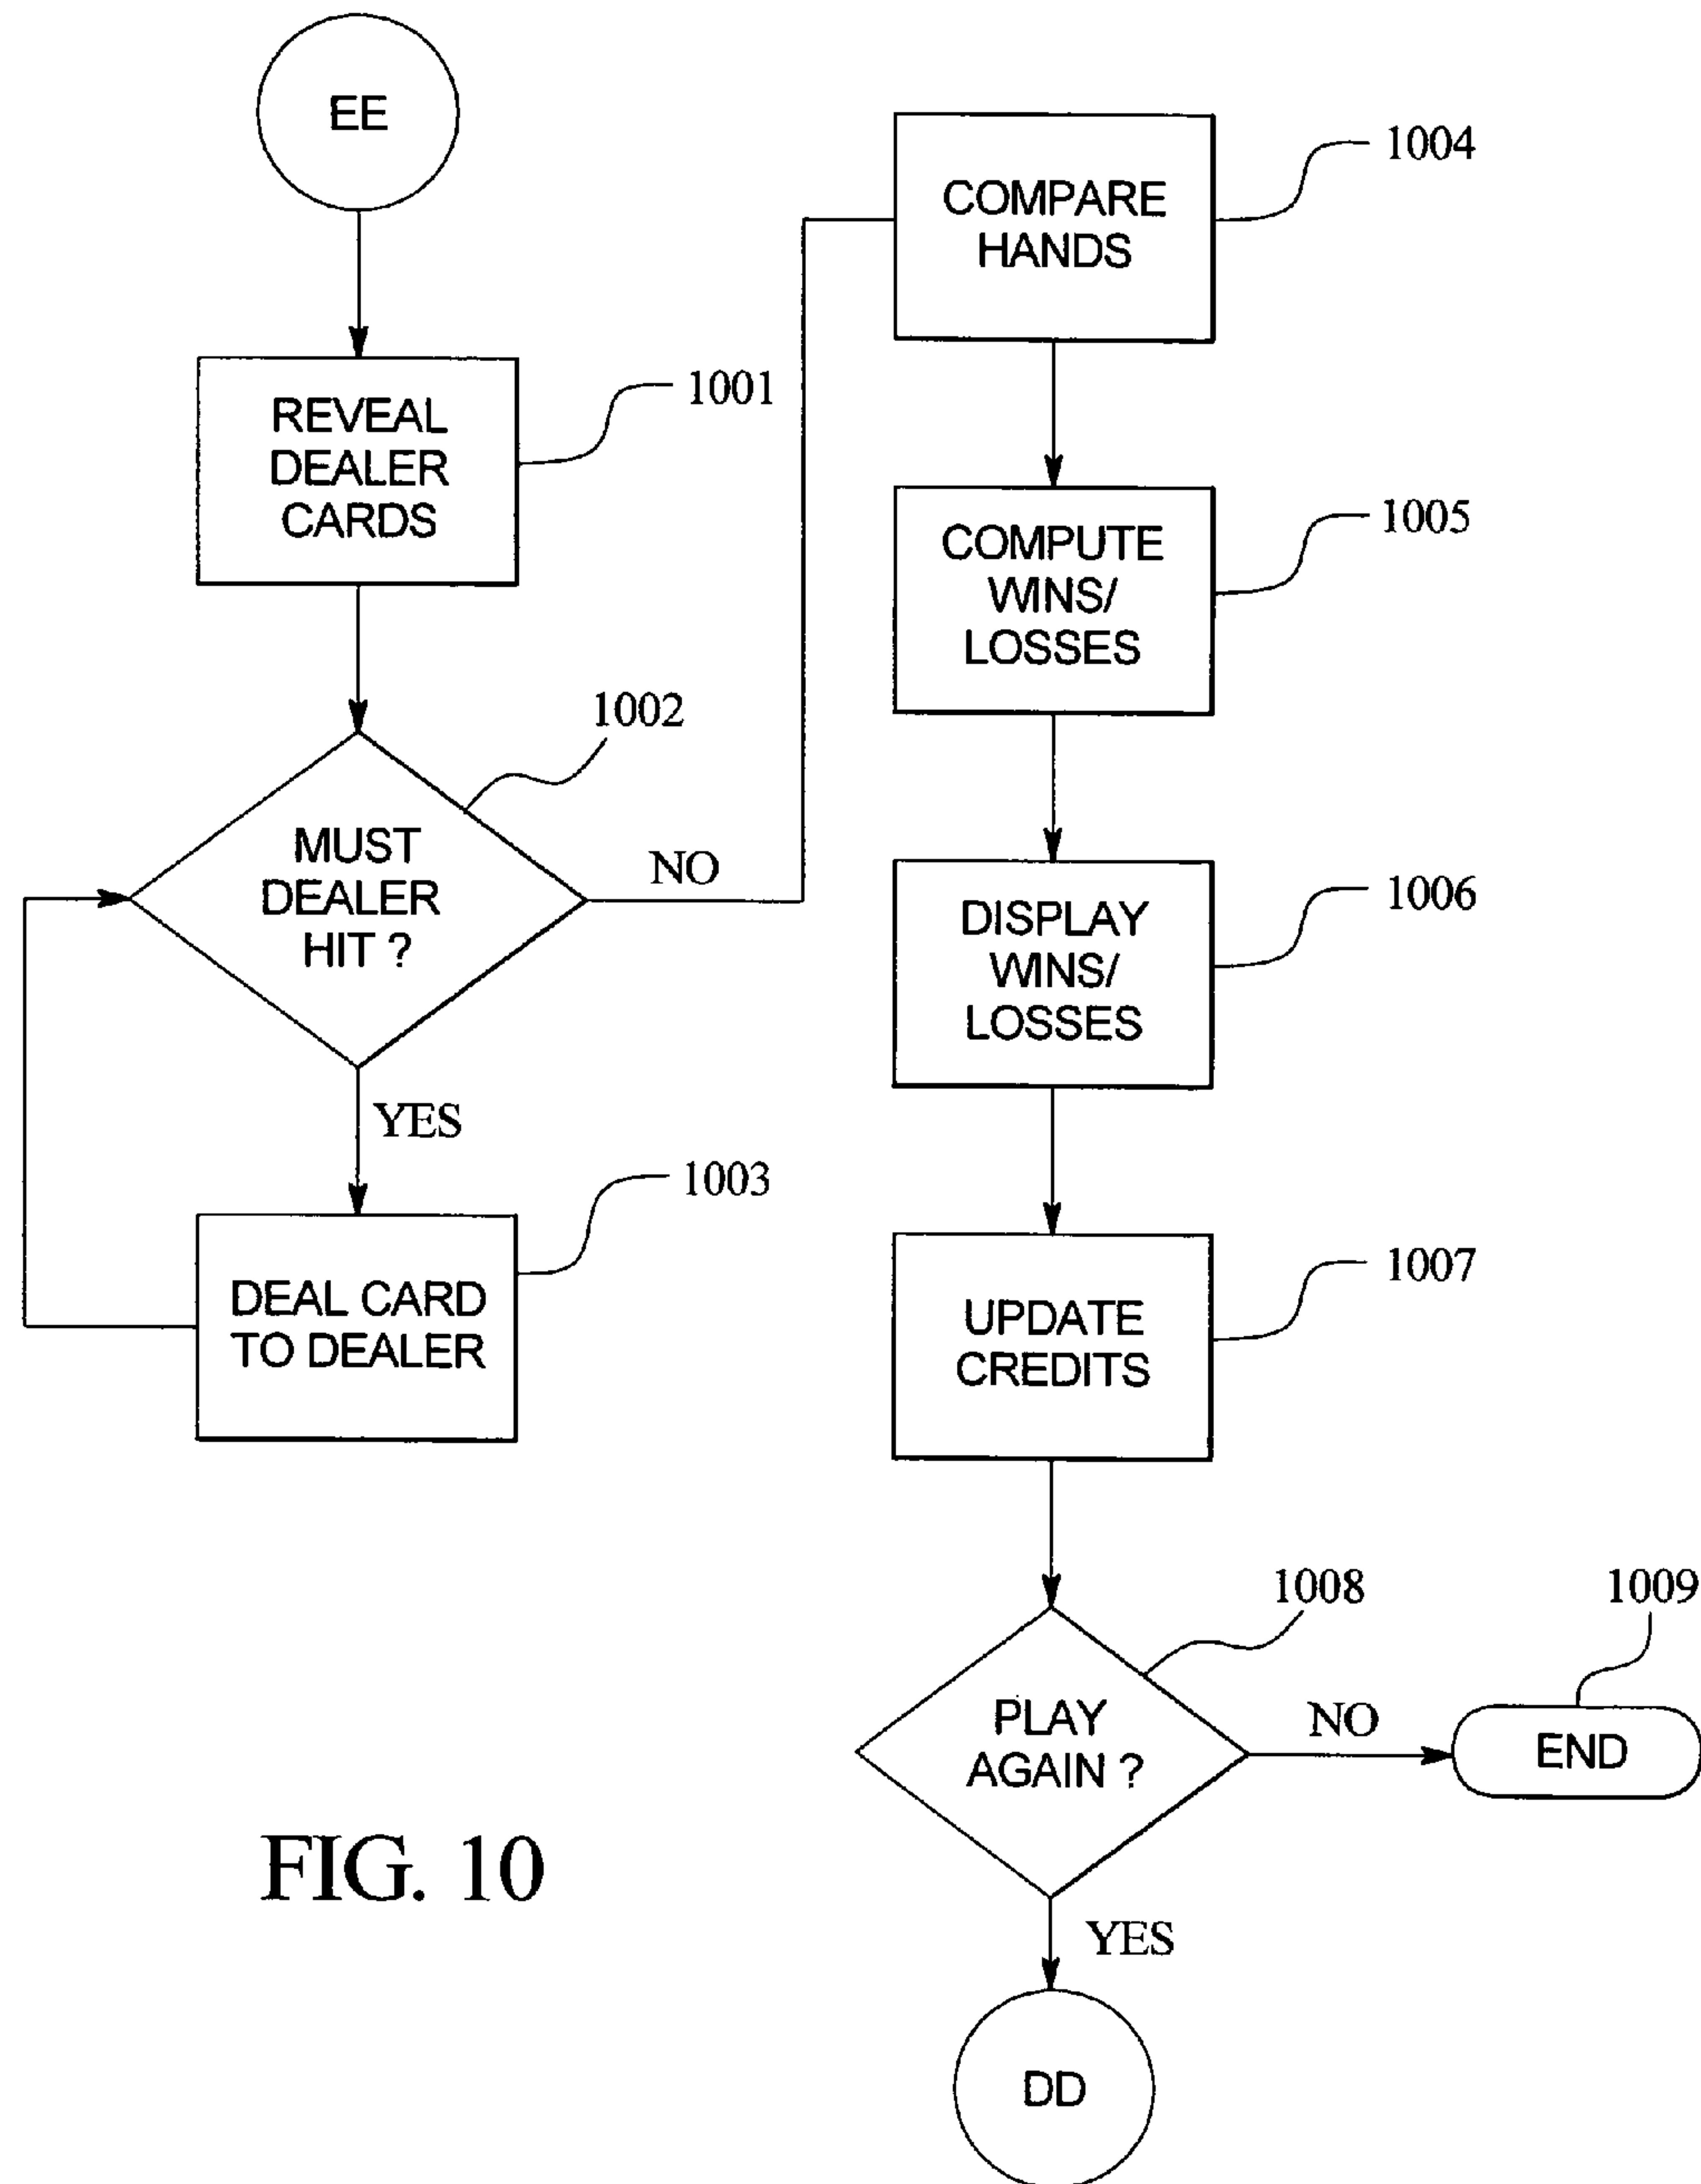 EE
REVEAL
DEALER
CARDS
1001
MUST
DEALER
HIT ?
1002
NO
YES
DEAL CARD
TO DEALER
1003
COMPARE
HANDS
1004
COMPUTE
WINS/
LOSSES
1005
DISPLAY
WINS/
LOSSES
1006
UPDATE
CREDITS
1007
PLAY
AGAIN ?
1008
NO
END
1009
YES
DD
FIG. 10